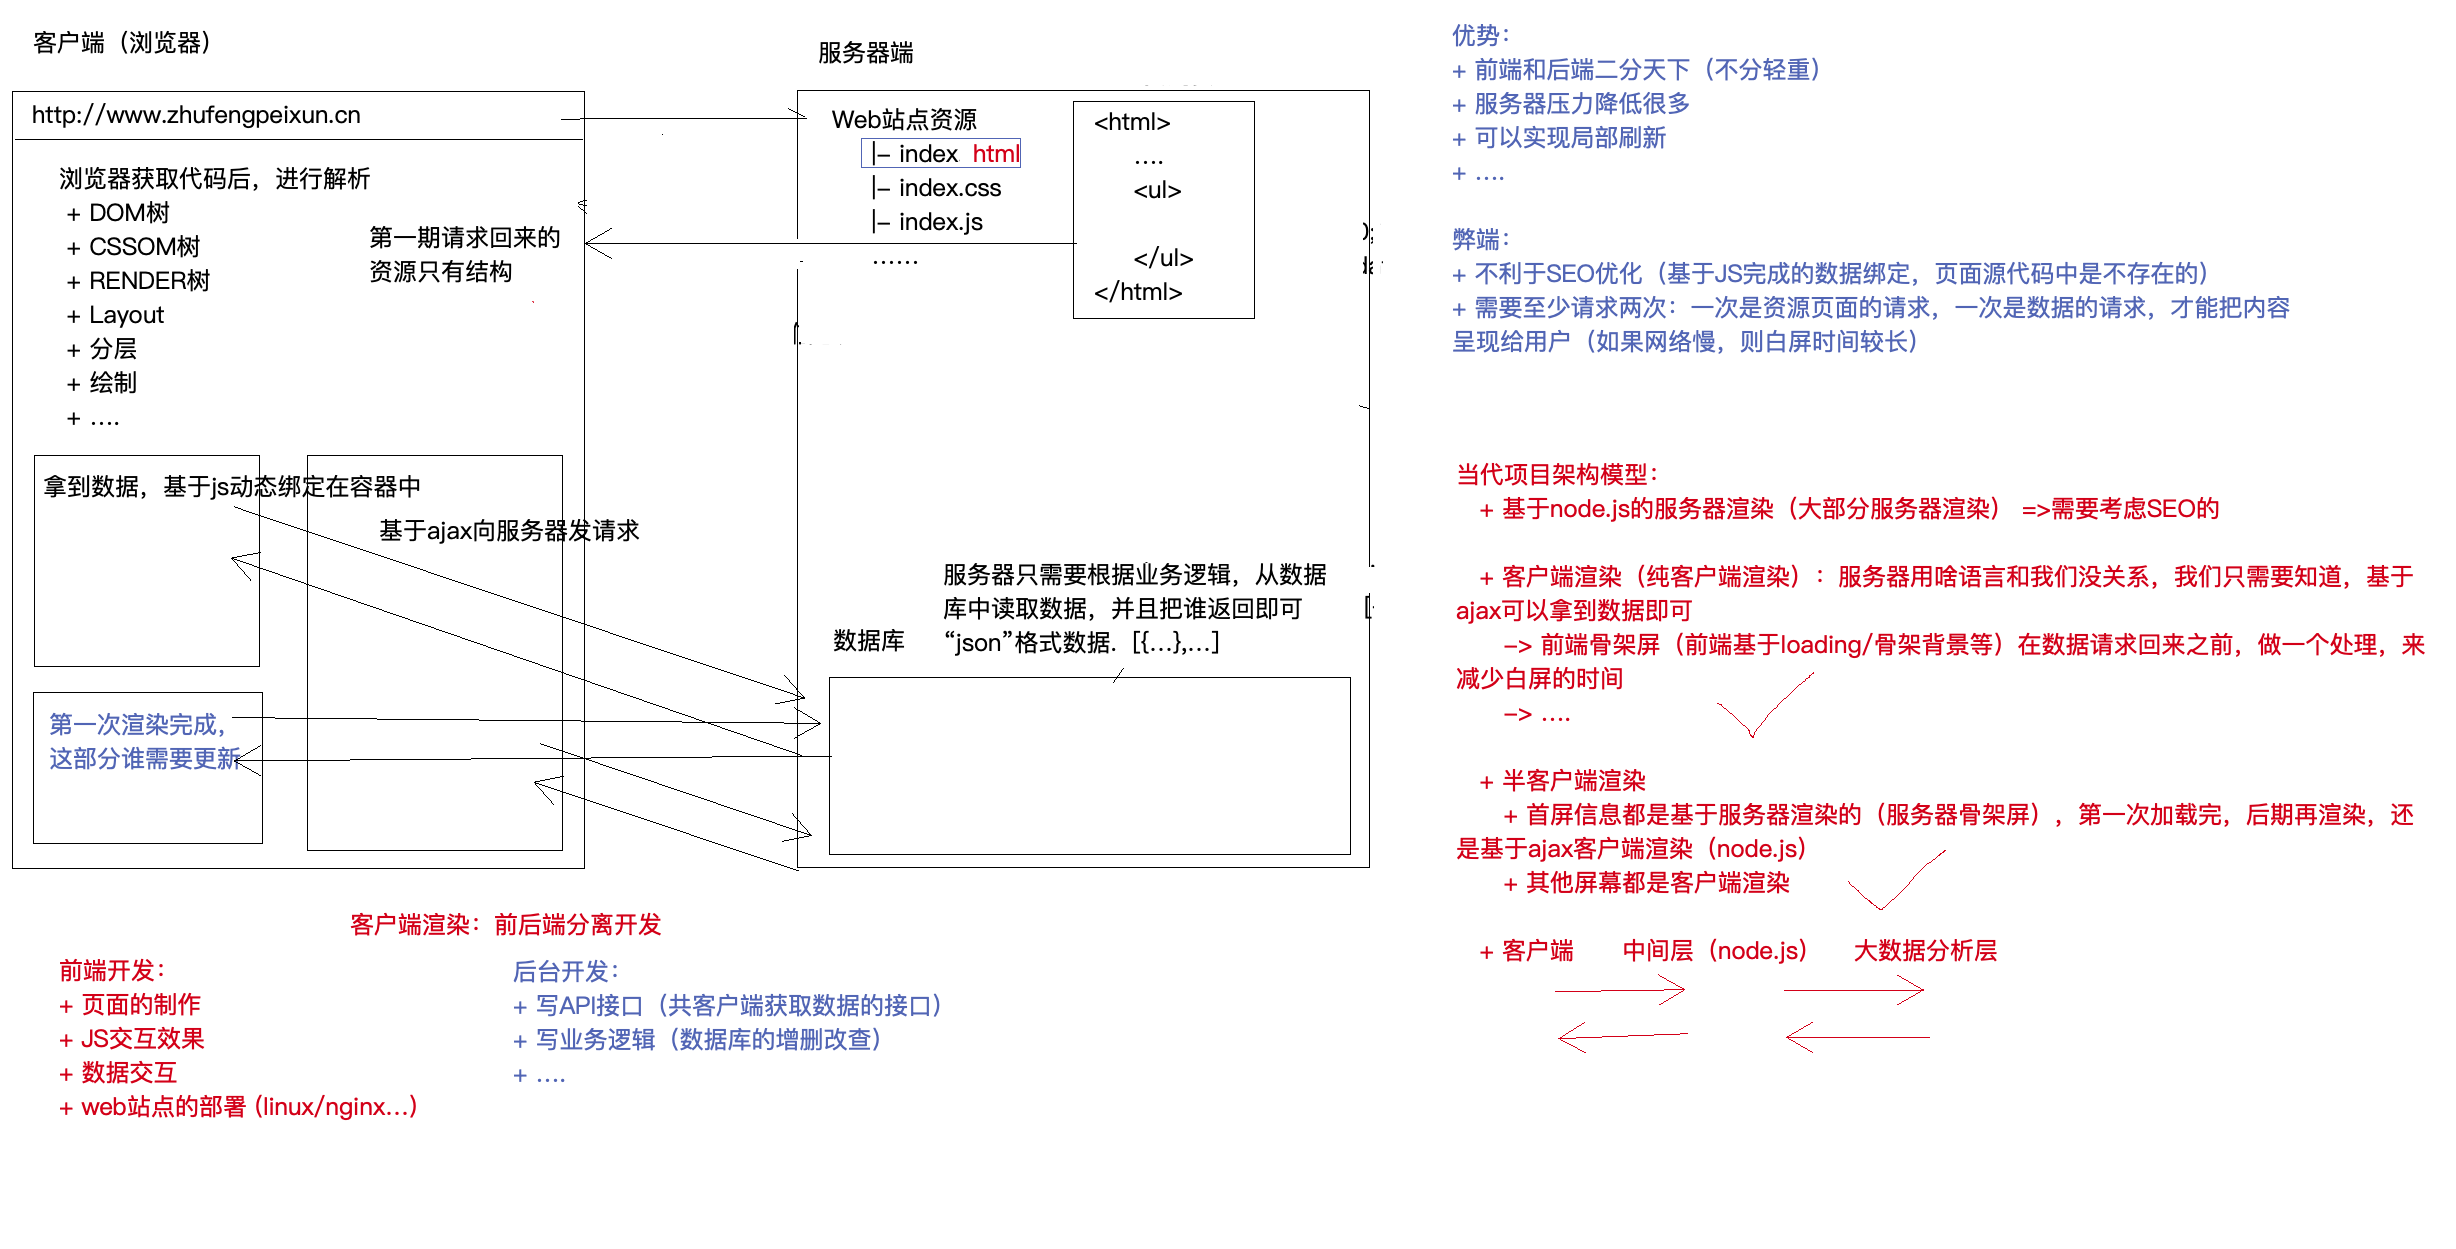 客户端（浏览器）
http://www.zhufengpeixun.cn
浏览器获取代码后，进行解析
+ DOM树
+ CSSOM树
+ RENDER树
+ Layout
+ 分层
+ 绘制
+ ....
第一期请求回来的
资源只有结构
拿到数据，基于js动态绑定在容器中
基于ajax向服务器发请求
第一次渲染完成，
这部分谁需要更新
服务器端
Web站点资源
|- index html
|- index.css
|- index.js
......
<html>
....
<ul>
</ul>
</html>
服务器只需要根据业务逻辑，从数据
库中读取数据，并且把谁返回即可
“json”格式数据.  [{...},...]
数据库
客户端渲染：前后端分离开发
前端开发：
+ 页面的制作
+ JS交互效果
+ 数据交互
+ web站点的部署 (linux/nginx...)
后台开发：
+ 写API接口（共客户端获取数据的接口）
+ 写业务逻辑（数据库的增删改查）
+ ....
优势：
+ 前端和后端二分天下（不分轻重）
+ 服务器压力降低很多
+ 可以实现局部刷新
+ ....
弊端：
+ 不利于SEO优化（基于JS完成的数据绑定，页面源代码中是不存在的）
+ 需要至少请求两次：一次是资源页面的请求，一次是数据的请求，才能把内容
呈现给用户（如果网络慢，则白屏时间较长）
当代项目架构模型：
+ 基于node.js的服务器渲染（大部分服务器渲染） =>需要考虑SEO的
+ 客户端渲染（纯客户端渲染）：服务器用啥语言和我们没关系，我们只需要知道，基于
ajax可以拿到数据即可
-> 前端骨架屏（前端基于loading/骨架背景等）在数据请求回来之前，做一个处理，来
减少白屏的时间
-> ....
+ 半客户端渲染
+ 首屏信息都是基于服务器渲染的（服务器骨架屏），第一次加载完，后期再渲染，还
是基于ajax客户端渲染（node.js）
+ 其他屏幕都是客户端渲染
+ 客户端  中间层（node.js）  大数据分析层